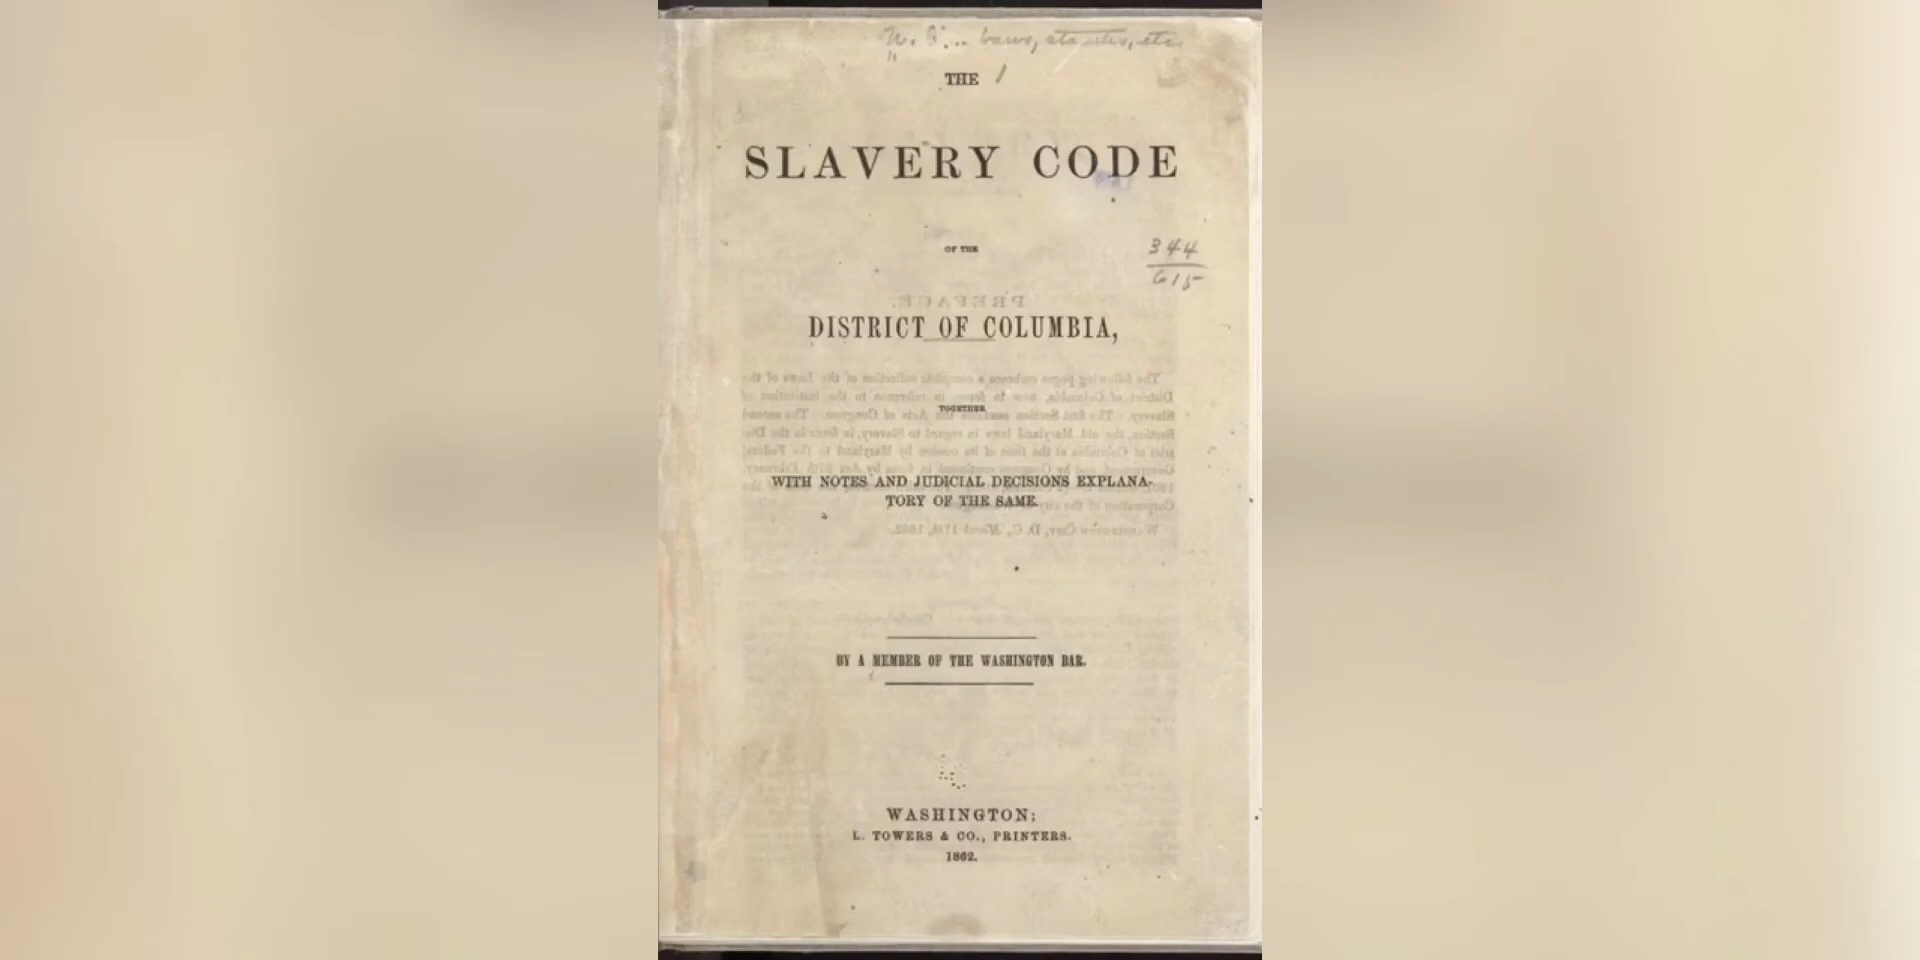 THE
SLAVERY CODE
OF THE
344
615
DISTRICT OF COLUMBIA,
TOGETHER
WITH NOTES AND JUDICIAL DECISIONS EXPLANA-
TORY OF THE SAME.
BY A MEMBER OF THE WASHINGTON BAR.
WASHINGTON:
L. TOWERS & CO., PRINTERS.
1862.